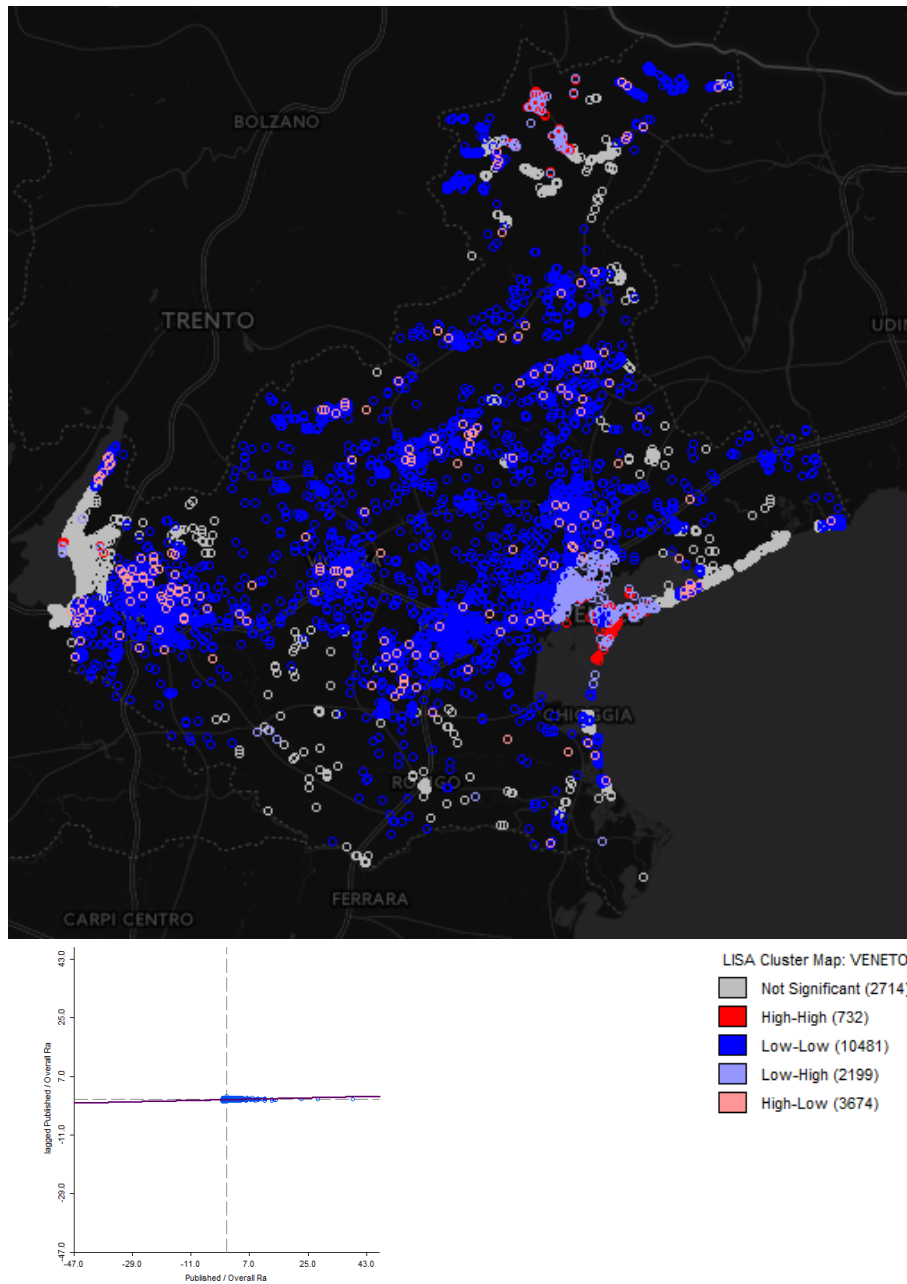 BOLZANO
TRENTO
UDIN
CHIOGGIA
ROVIGO
FERRARA
CARPI CENTRO
LISA Cluster Map: VENETO
Not Significant (2714)
High-High (732)
Low-Low (10481)
Low-High (2199)
High-Low (3674)
lagged Published / Overall Ra
43.0
25.0
7.0
-11.0
-29.0
-47.0
-47.0 -29.0 -11.0 7.0 25.0 43.0
Published / Overall Ra